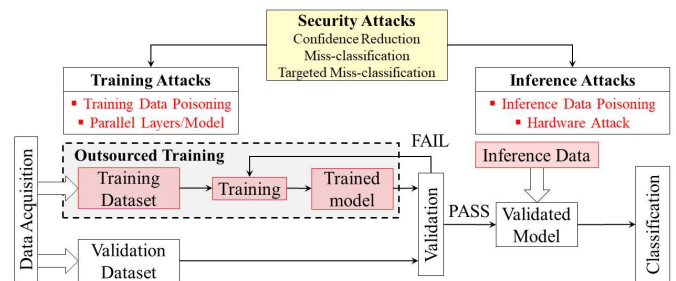 Security Attacks
Confidence Reduction
Miss-classification
Targeted Miss-classification
Training Attacks
▪ Training Data Poisoning
▪ Parallel Layers/Model
Inference Attacks
▪ Inference Data Poisoning
▪ Hardware Attack
Data Acquisition
Outsourced Training
Training
Dataset
Training
Trained
model
FAIL
Validation
Dataset
Validation
PASS
Inference Data
Validated
Model
Classification